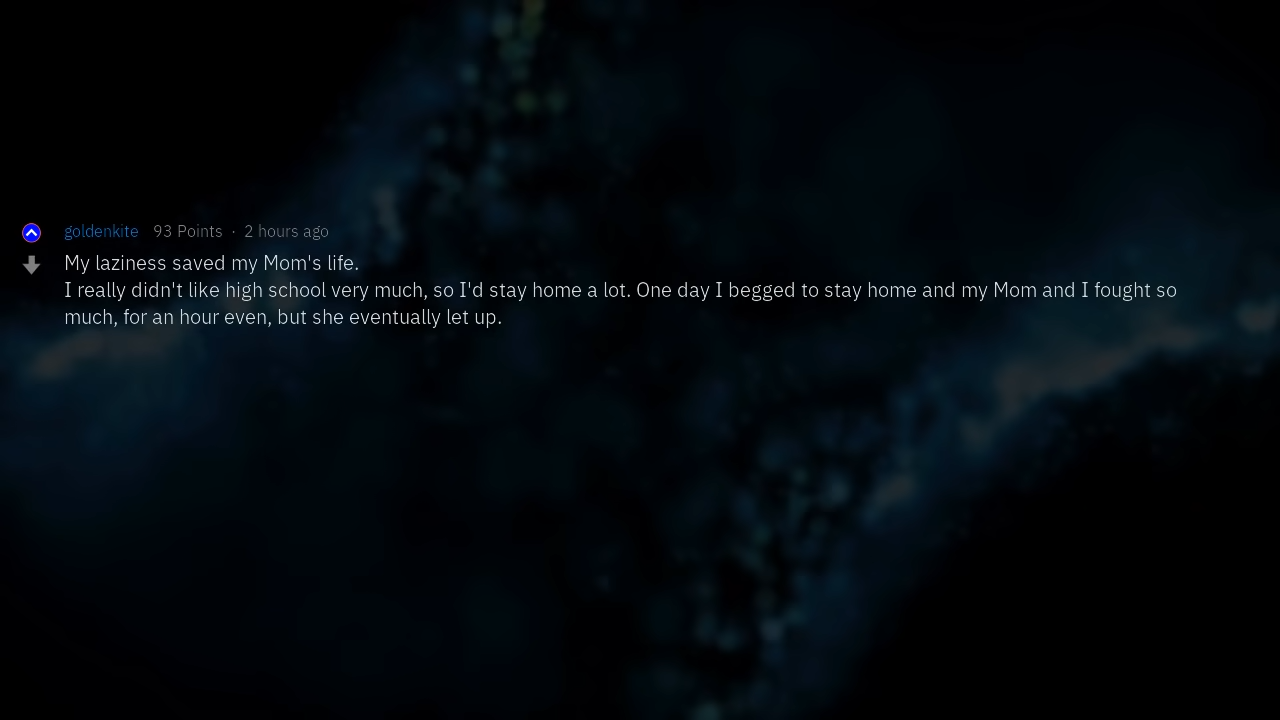 goldenkite 93 Points · 2 hours ago
My laziness saved my Mom's life.
I really didn't like high school very much, so I'd stay home a lot. One day I begged to stay home and my Mom and I fought so
much, for an hour even, but she eventually let up.